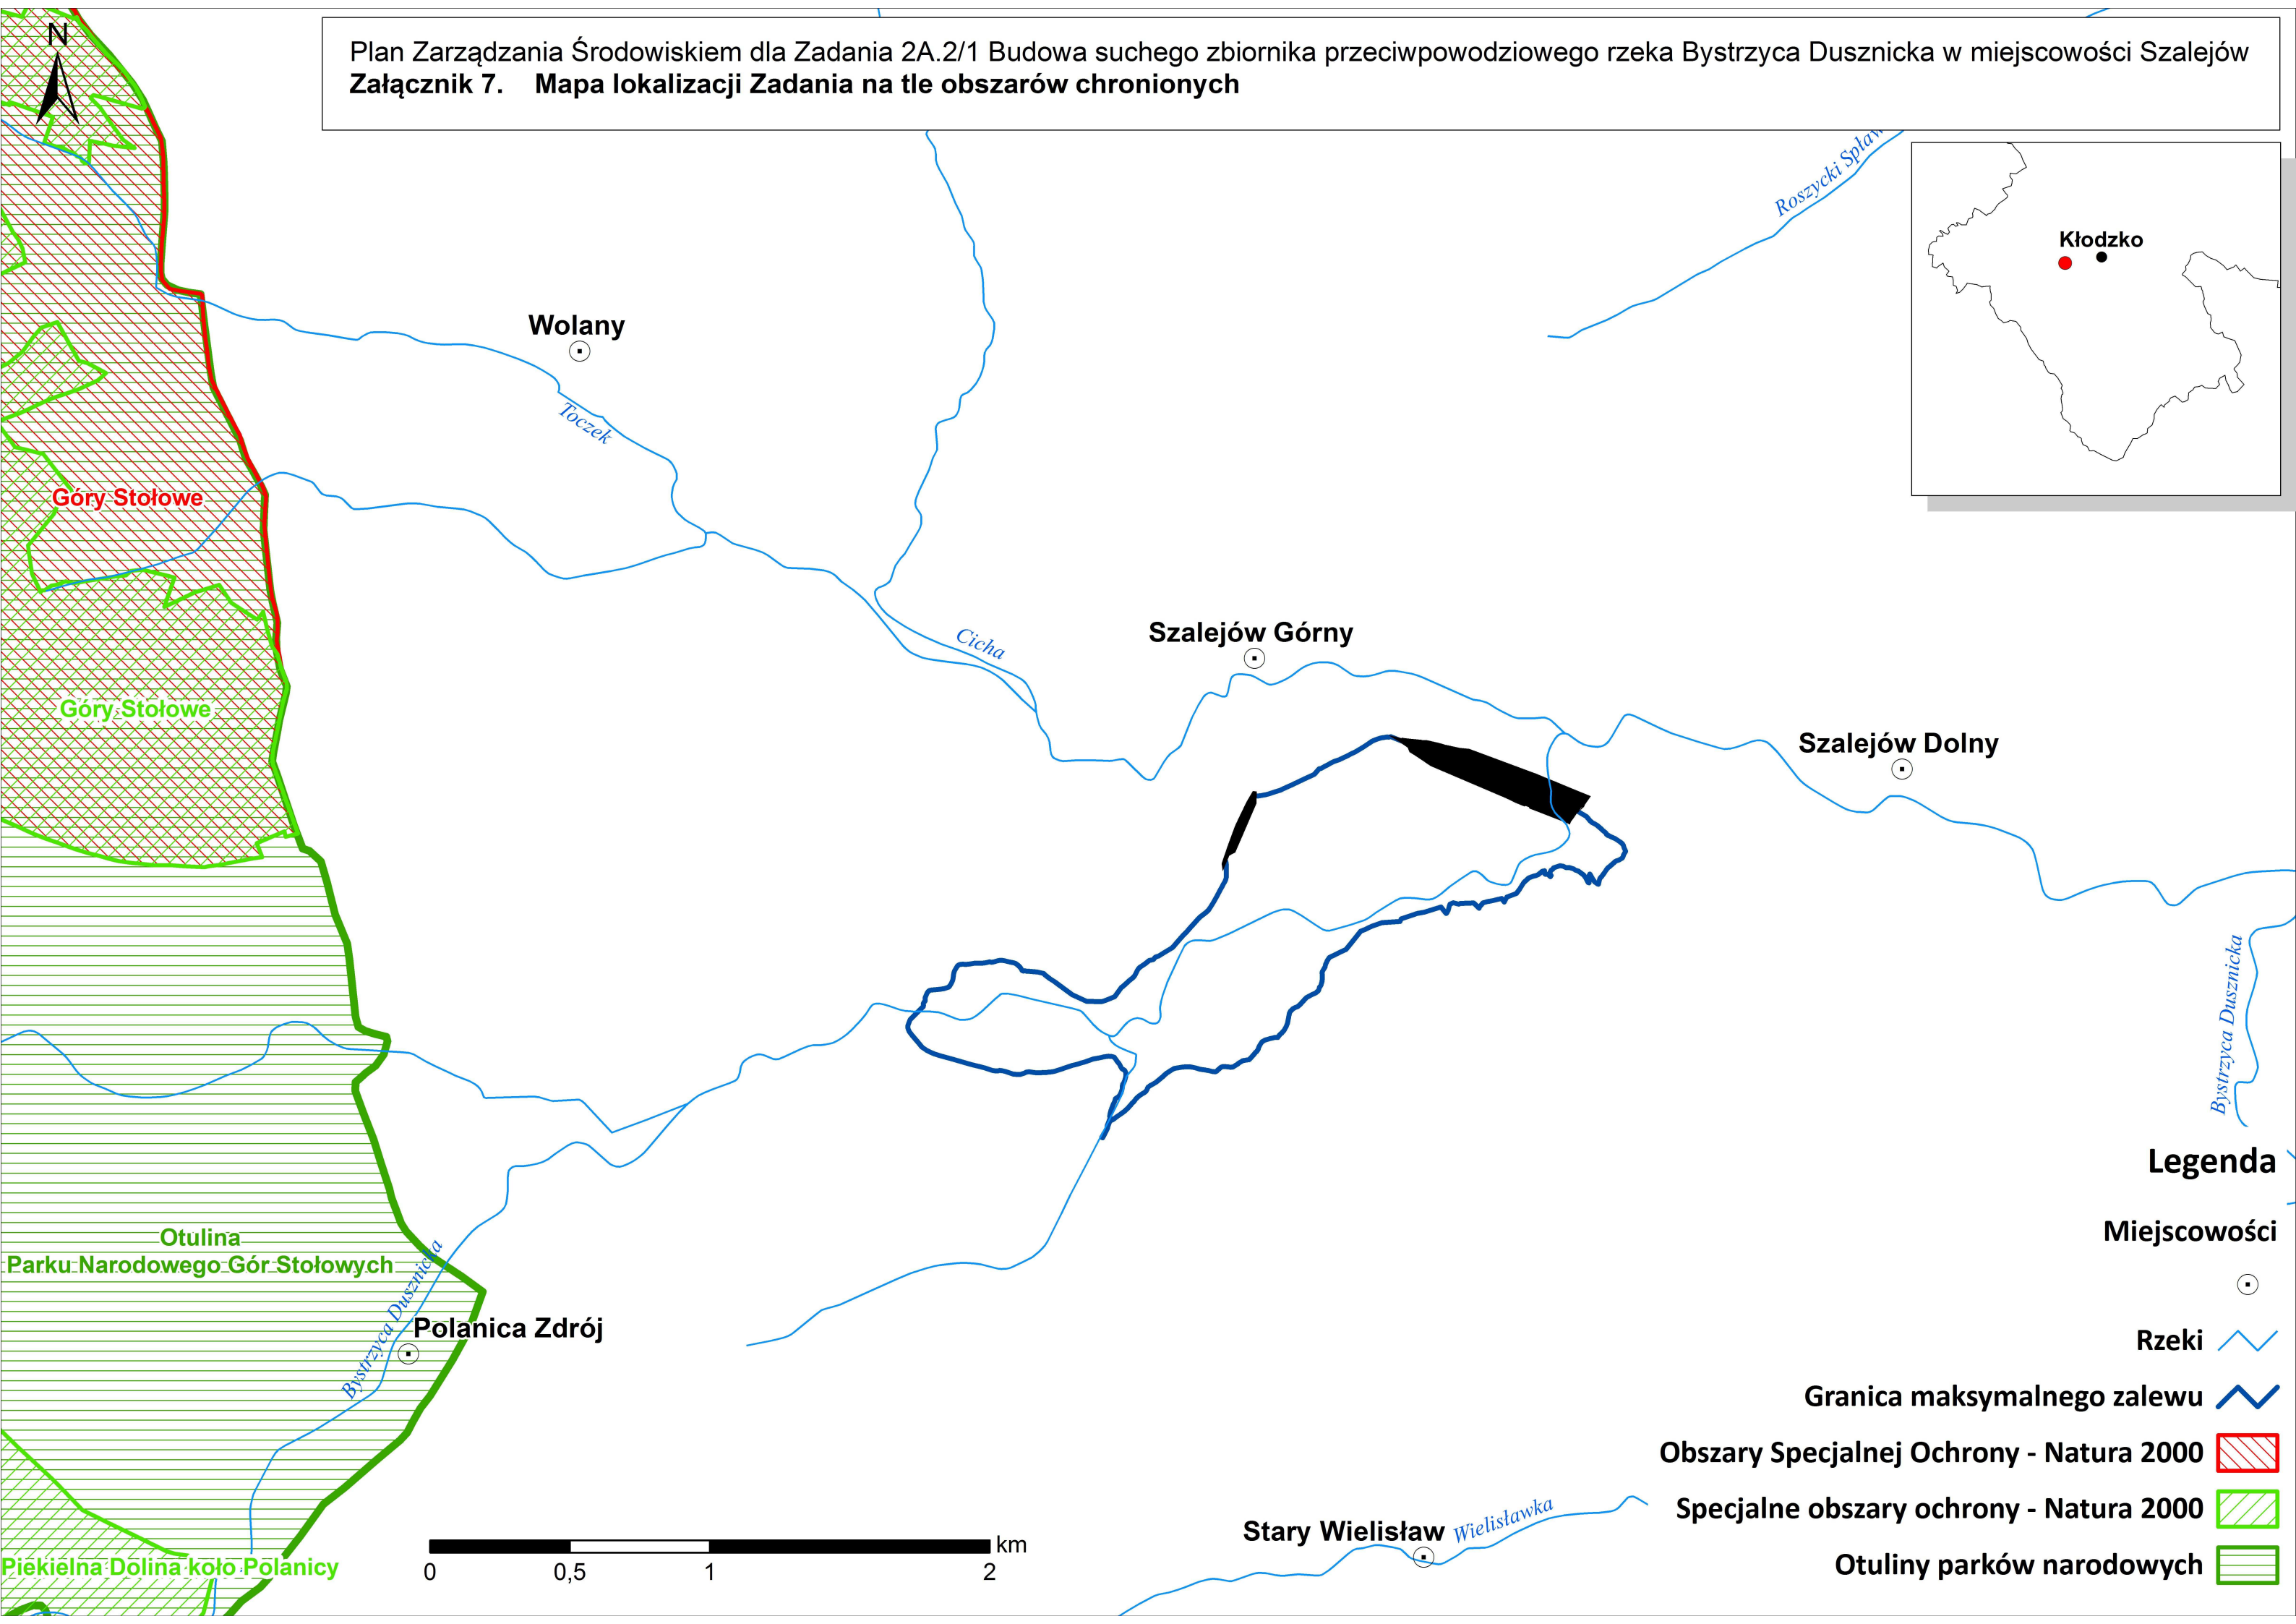 N
Plan Zarządzania Środowiskiem dla Zadania 2A.2/1 Budowa suchego zbiornika przeciwpowodziowego rzeka Bystrzyca Dusznicka w miejscowości Szalejów
Załącznik 7. Mapa lokalizacji Zadania na tle obszarów chronionych
Roszycki
Kłodzko
Wolany
Toczek
Góry Stołowe
Cicha
Szalejów Górny
Góry Stołowe
Szalejów Dolny
Bystrzyca Dusznicka
Otulina
Parku Narodowego Gór Stołowych
Bystrzyca Dusznicka
Polanica Zdrój
Stary Wielisław
Wielisławka
Piekielna Dolina koło Polanicy
km
0 0,5 1 2
Legenda
Miejscowości
Rzeki
Granica maksymalnego zalewu
Obszary Specjalnej Ochrony - Natura 2000
Specjalne obszary ochrony - Natura 2000
Otuliny parków narodowych